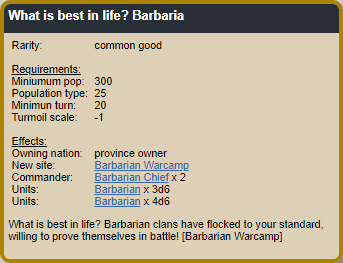 What is best in life? Barbaria
Rarity: common good
Requirements:
Miniumum pop: 300
Population type: 25
Minimun turn: 20
Turmoil scale: -1
Effects:
Owning nation: province owner
New site: Barbarian Warcamp
Commander: Barbarian Chief x 2
Units: Barbarian x 3d6
Units: Barbarian x 4d6
What is best in life? Barbarian clans have flocked to your standard,
willing to prove themselves in battle! [Barbarian Warcamp]